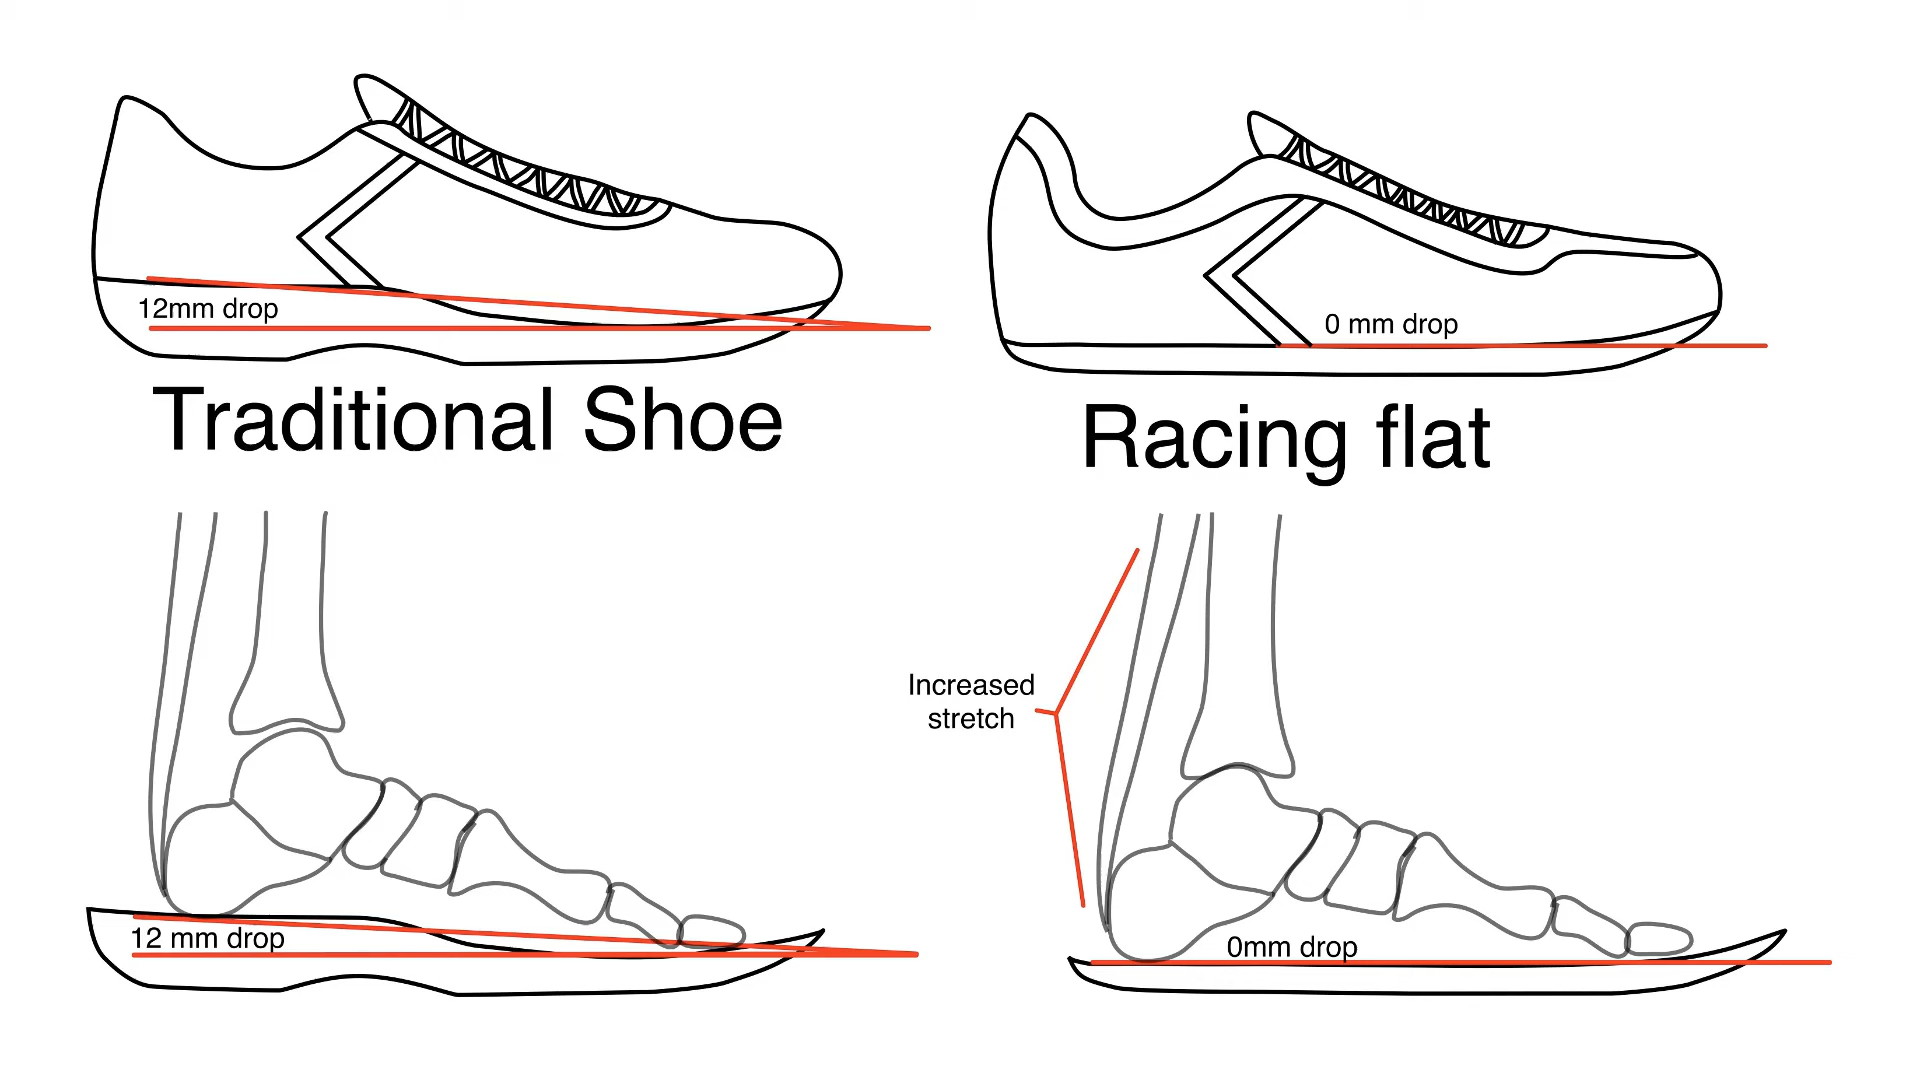 12mm drop
0 mm drop
Traditional Shoe
Racing flat
Increased
stretch
12 mm drop
0mm drop